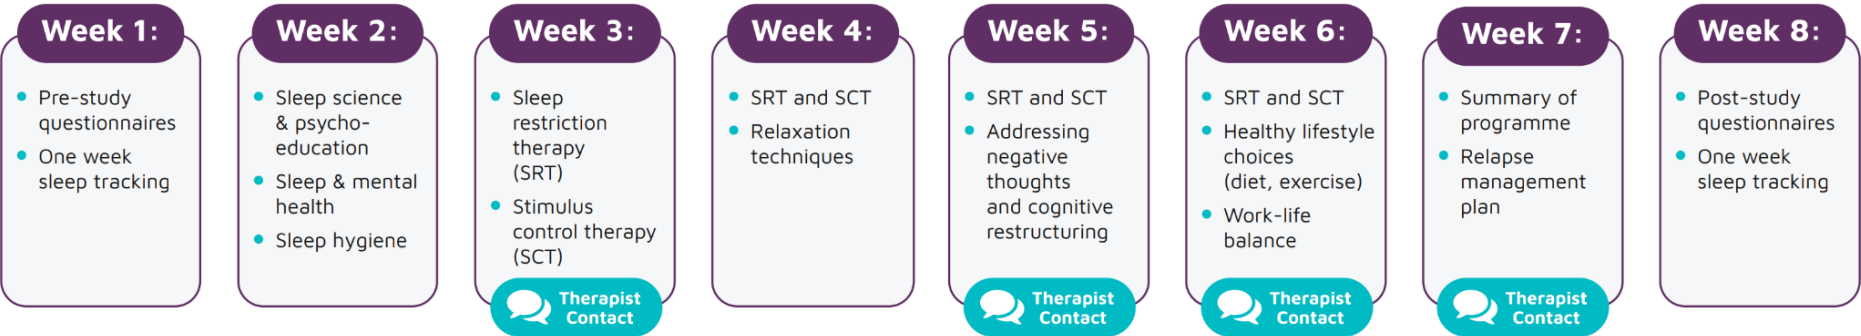 Week 1:
Pre-study
questionnaires
One week
sleep tracking
Week 2:
Sleep science
& psycho-
education
Sleep & mental
health
Sleep hygiene
Week 3:
Sleep
restriction
therapy
(SRT)
Stimulus
control therapy
(SCT)
Therapist
Contact
Week 4:
SRT and SCT
Relaxation
techniques
Week 5:
SRT and SCT
Addressing
negative
thoughts
and cognitive
restructuring
Therapist
Contact
Week 6:
SRT and SCT
Healthy lifestyle
choices
(diet, exercise)
Work-life
balance
Therapist
Contact
Week 7:
Summary of
programme
Relapse
management
plan
Therapist
Contact
Week 8:
Post-study
questionnaires
One week
sleep tracking